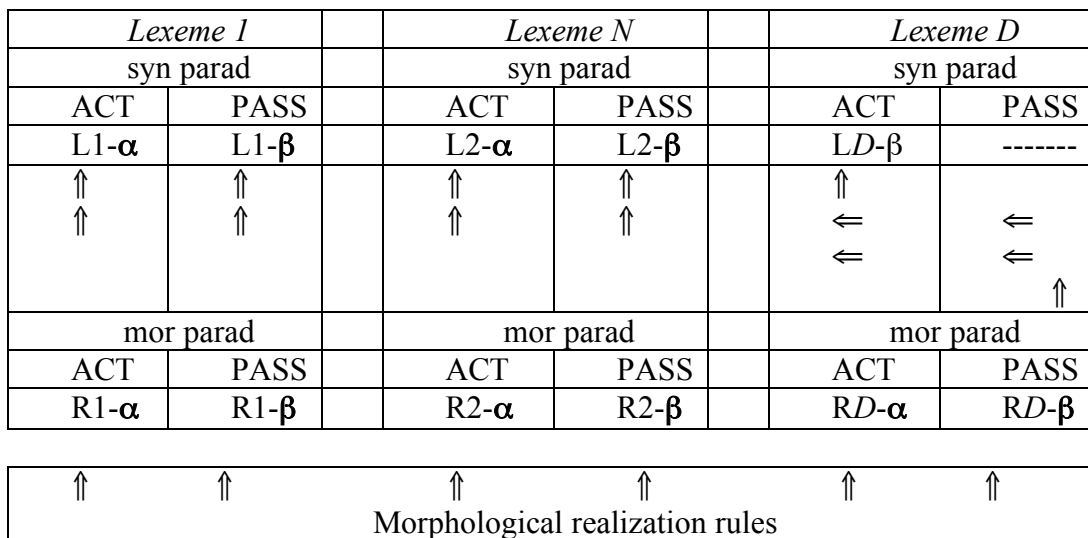 Lexeme 1 Lexeme N Lexeme D
syn parad syn parad syn parad
ACT PASS ACT PASS ACT PASS
L1-α L1-β L2-α L2-β LD-β -------
⇑ ⇑ ⇑ ⇑ ⇑
⇑ ⇑ ⇑ ⇑ ⇐ ⇐
⇐ ⇐
⇑
mor parad mor parad mor parad
ACT PASS ACT PASS ACT PASS
R1-α R1-β R2-α R2-β RD-α RD-β
⇑ ⇑ ⇑ ⇑ ⇑ ⇑
Morphological realization rules